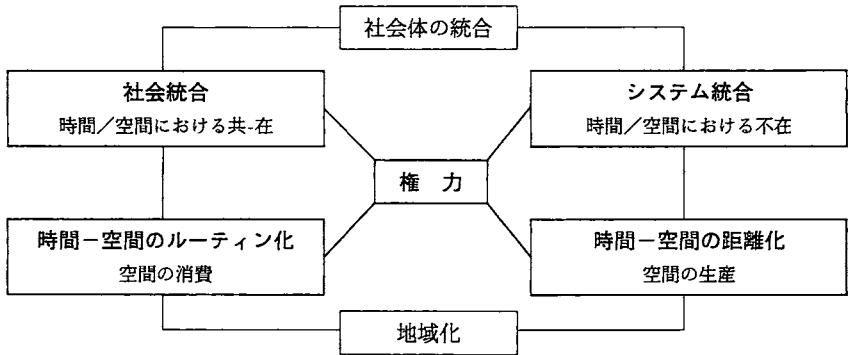 社会体の統合
社会統合
時間／空間における共-在
システム統合
時間／空間における不在
権　力
時間－空間のルーティン化
空間の消費
時間－空間の距離化
空間の生産
地域化